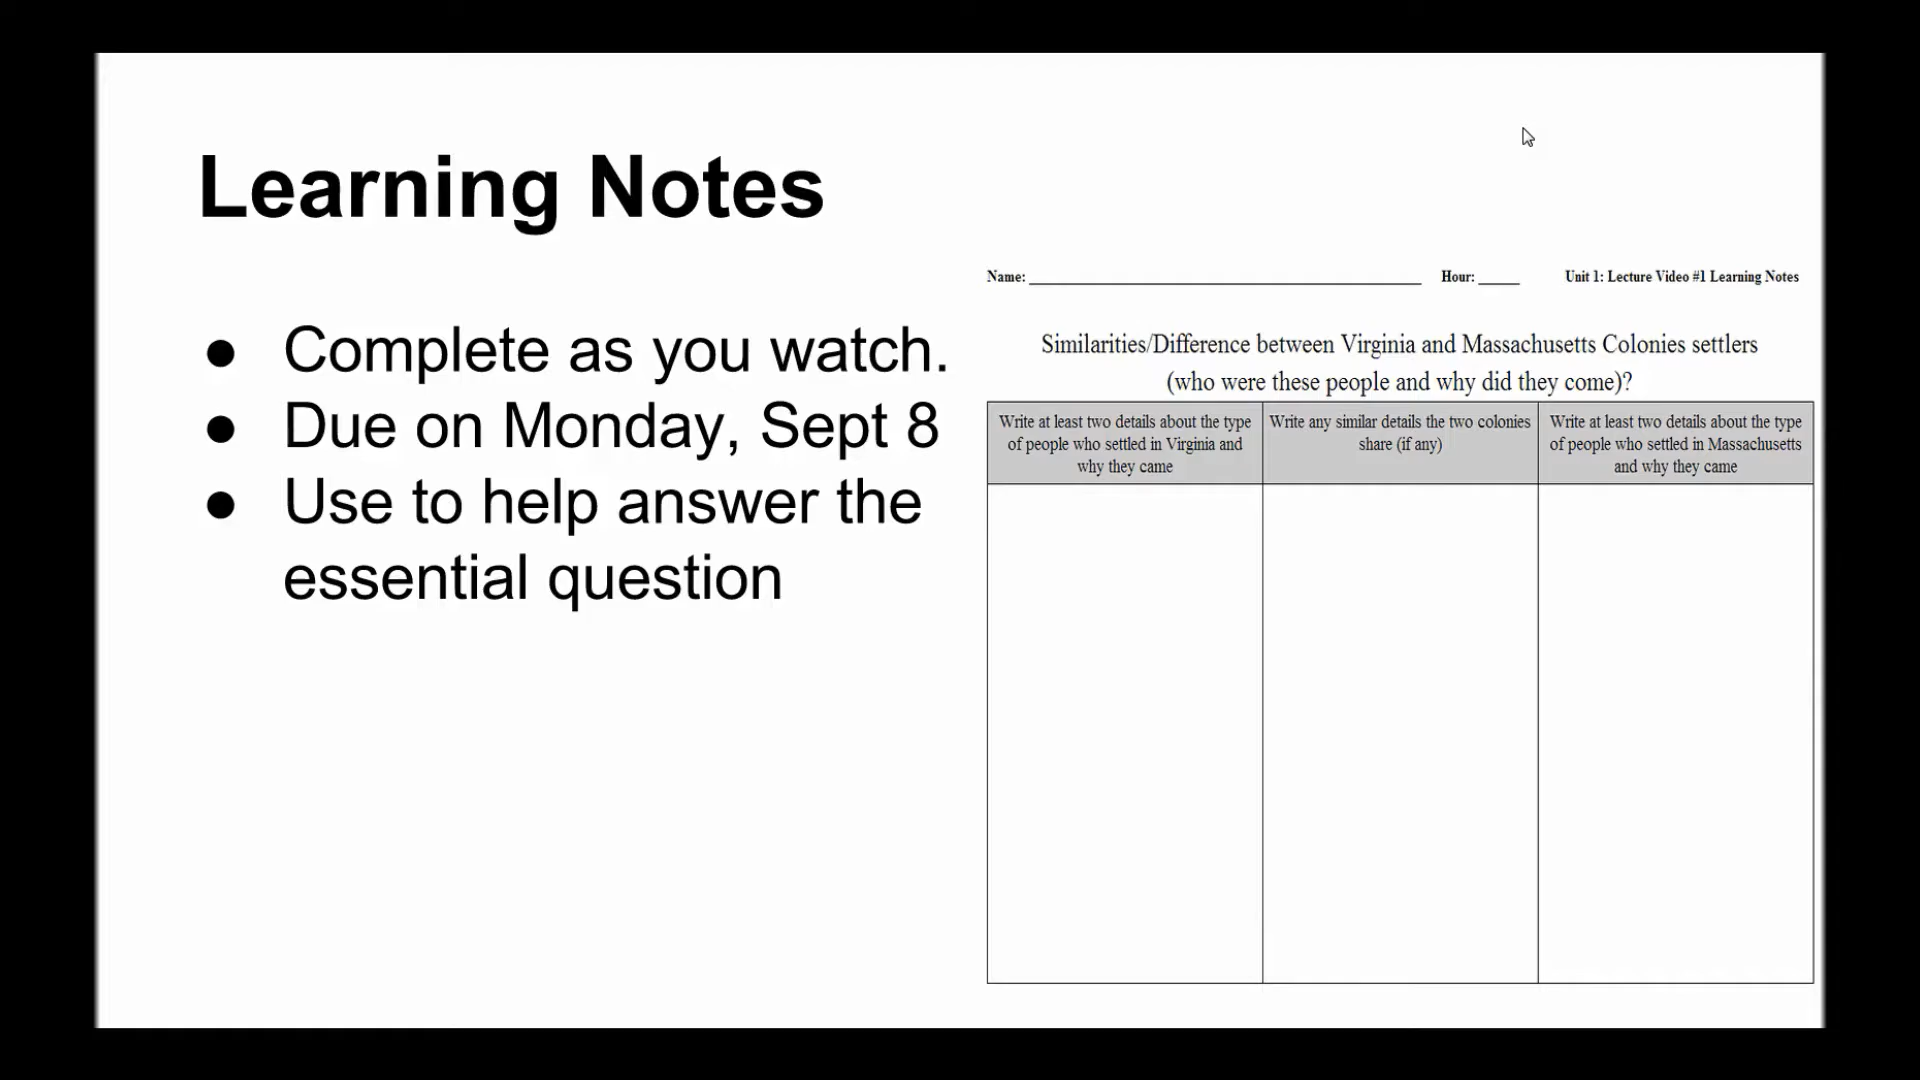 Learning Notes
● Complete as you watch.
● Due on Monday, Sept 8
● Use to help answer the
essential question
Name: Hour: Unit 1: Lecture Video #1 Learning Notes
Similarities/Difference between Virginia and Massachusetts Colonies settlers
(who were these people and why did they come)?
Write at least two details about the type
of people who settled in Virginia and
why they came
Write any similar details the two colonies
share (if any)
Write at least two details about the type
of people who settled in Massachusetts
and why they came